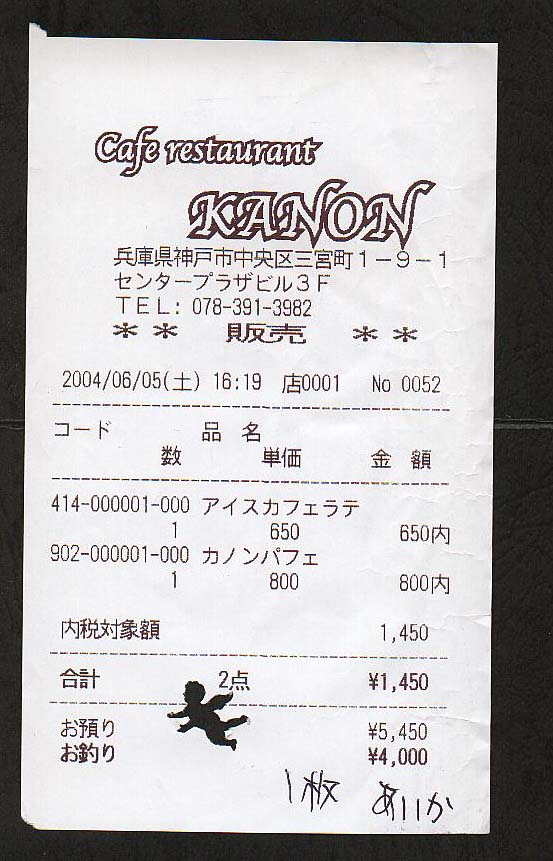 Cafe restaurant
KANON
兵庫県神戸市中央区三宮町1-9-1
センタープラザビル3F
TEL: 078-391-3982
** 販売 **
2004/06/05(土) 16:19 店0001 No 0052
コード 品名
数 単価 金額
414-000001-000 アイスカフェラテ
1 650 650内
902-000001-000 カノンパフェ
1 800 800内
内税対象額 1,450
合計 2点 ¥1,450
お預り ¥5,450
お釣り ¥4,000
1枚 あいか